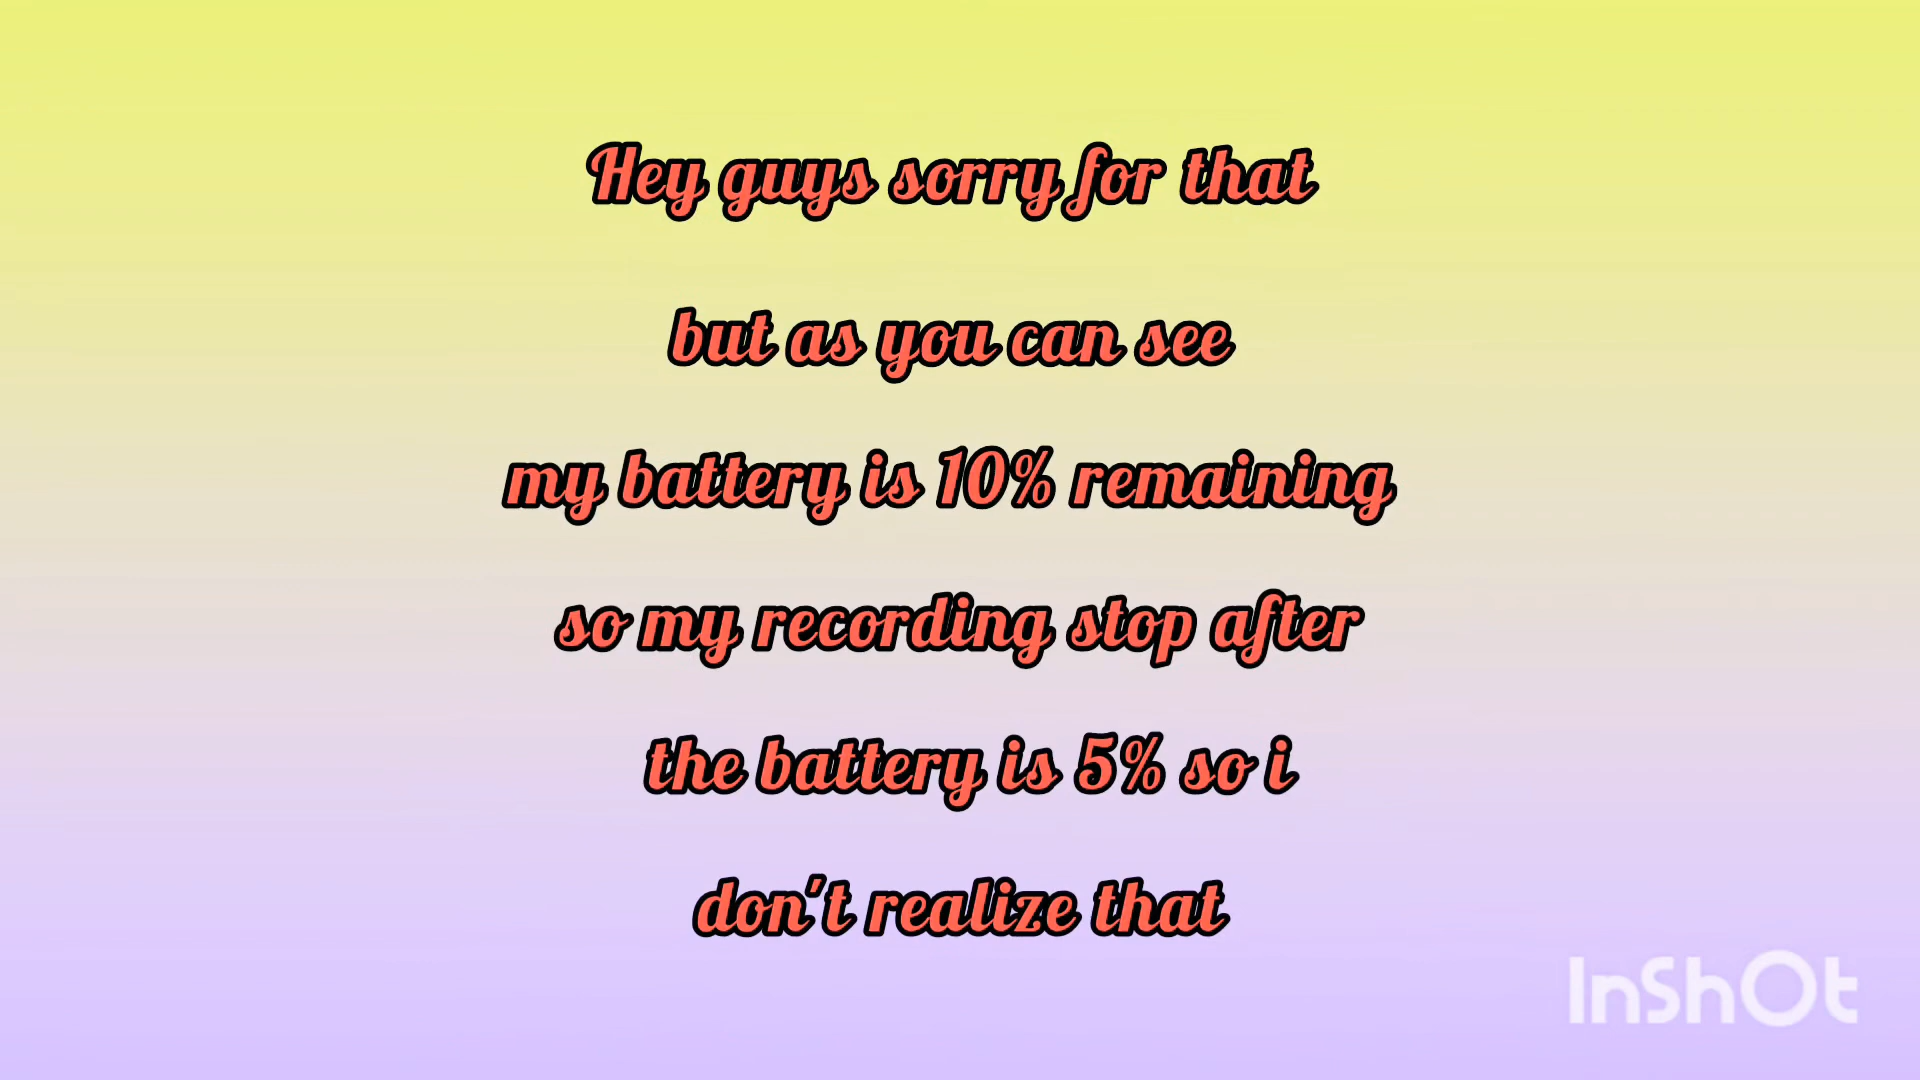 Hey guys sorry for that
but as you can see
my battery is 10% remaining
so my recording stop after
the battery is 5% so i
don't realize that
InShOt